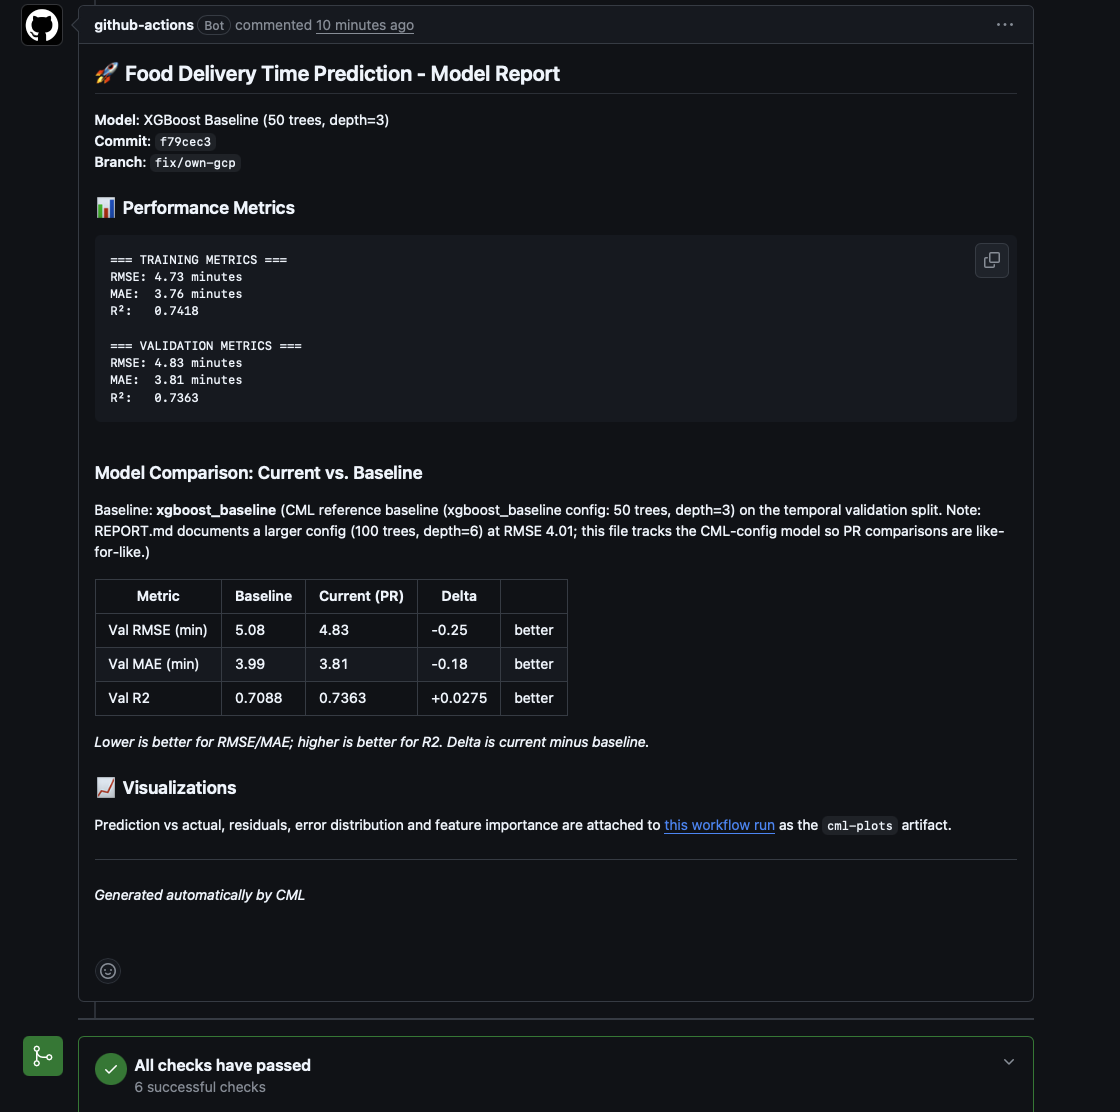 github-actions Bot commented 10 minutes ago
🚀 Food Delivery Time Prediction - Model Report
Model: XGBoost Baseline (50 trees, depth=3)
Commit: f79cec3
Branch: fix/own-gcp
📊 Performance Metrics
=== TRAINING METRICS ===
RMSE: 4.73 minutes
MAE:  3.76 minutes
R²:   0.7418
=== VALIDATION METRICS ===
RMSE: 4.83 minutes
MAE:  3.81 minutes
R²:   0.7363
Model Comparison: Current vs. Baseline
Baseline: xgboost_baseline (CML reference baseline (xgboost_baseline config: 50 trees, depth=3) on the temporal validation split. Note:
REPORT.md documents a larger config (100 trees, depth=6) at RMSE 4.01; this file tracks the CML-config model so PR comparisons are like-
for-like.)
Metric Baseline Current (PR) Delta
Val RMSE (min) 5.08 4.83 -0.25 better
Val MAE (min) 3.99 3.81 -0.18 better
Val R2 0.7088 0.7363 +0.0275 better
Lower is better for RMSE/MAE; higher is better for R2. Delta is current minus baseline.
📈 Visualizations
Prediction vs actual, residuals, error distribution and feature importance are attached to this workflow run as the cml-plots artifact.
Generated automatically by CML
All checks have passed
6 successful checks